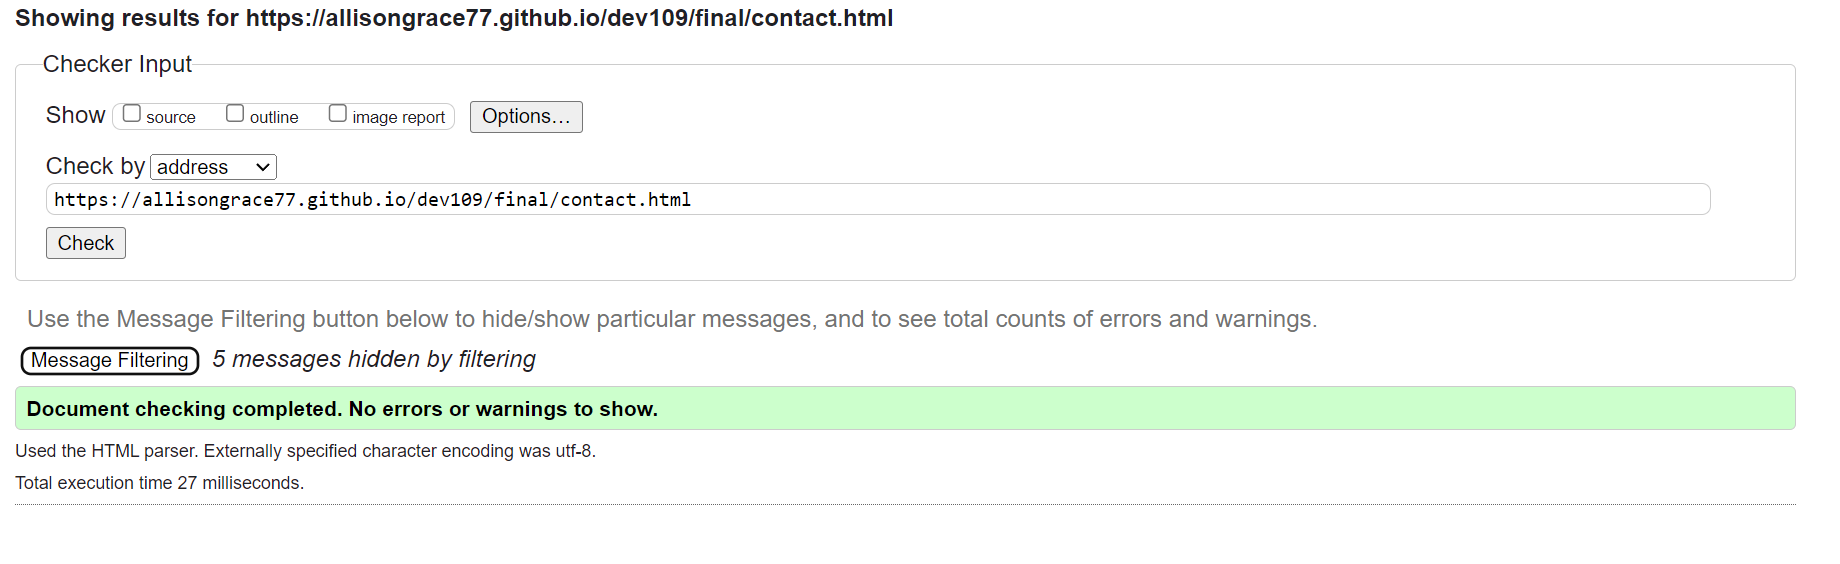 Showing results for https://allisongrace77.github.io/dev109/final/contact.html
Checker Input
Show source outline image report Options...
Check by address
https://allisongrace77.github.io/dev109/final/contact.html
Check
Use the Message Filtering button below to hide/show particular messages, and to see total counts of errors and warnings.
Message Filtering 5 messages hidden by filtering
Document checking completed. No errors or warnings to show.
Used the HTML parser. Externally specified character encoding was utf-8.
Total execution time 27 milliseconds.